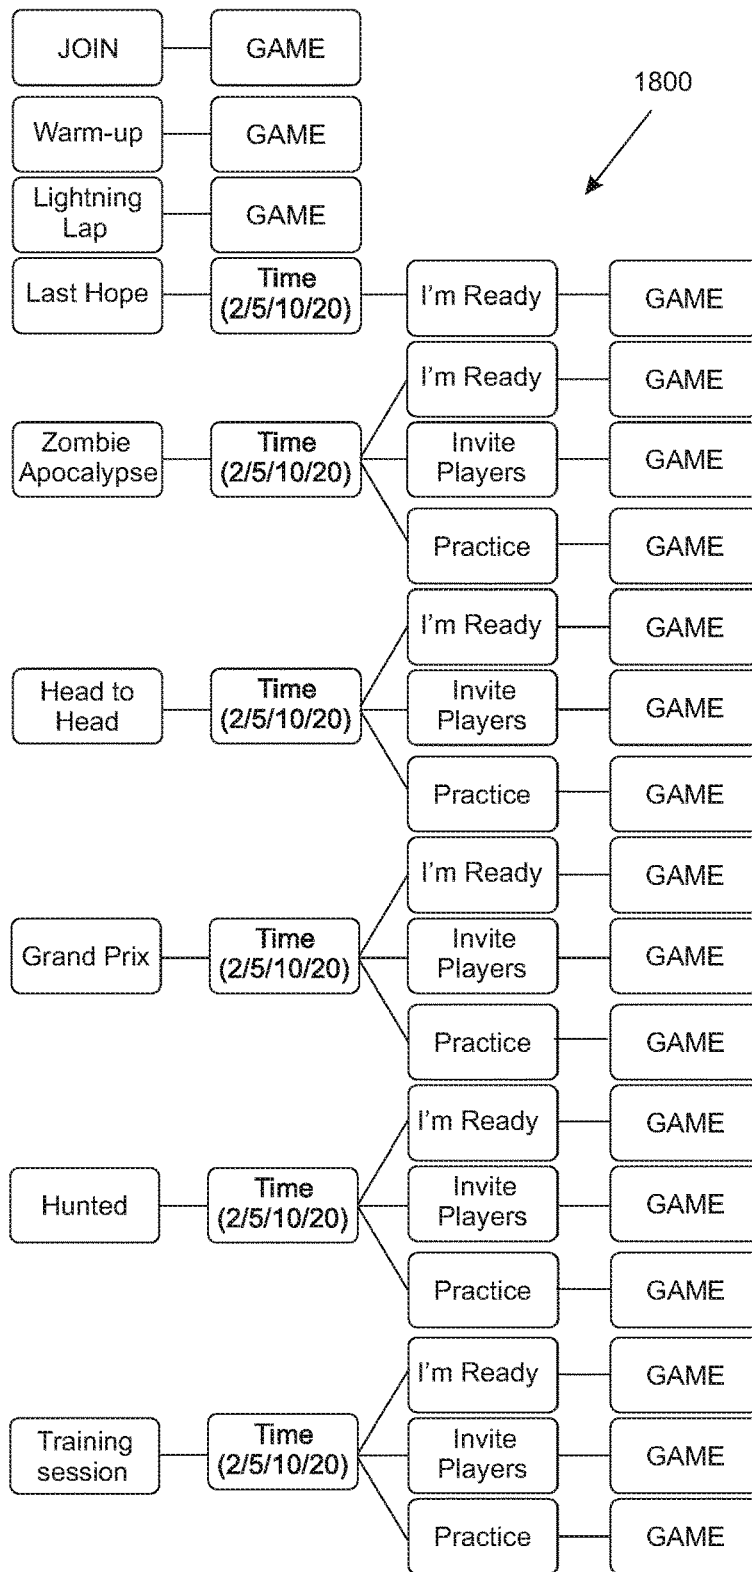 JOIN
GAME
1800
Warm-up
GAME
Lightning
Lap
GAME
Last Hope
Time
(2/5/10/20)
I'm Ready
GAME
I'm Ready
GAME
Zombie
Apocalypse
Time
(2/5/10/20)
Invite
Players
GAME
Practice
GAME
I'm Ready
GAME
Head to
Head
Time
(2/5/10/20)
Invite
Players
GAME
Practice
GAME
I'm Ready
GAME
Grand Prix
Time
(2/5/10/20)
Invite
Players
GAME
Practice
GAME
I'm Ready
GAME
Hunted
Time
(2/5/10/20)
Invite
Players
GAME
Practice
GAME
I'm Ready
GAME
Training
session
Time
(2/5/10/20)
Invite
Players
GAME
Practice
GAME